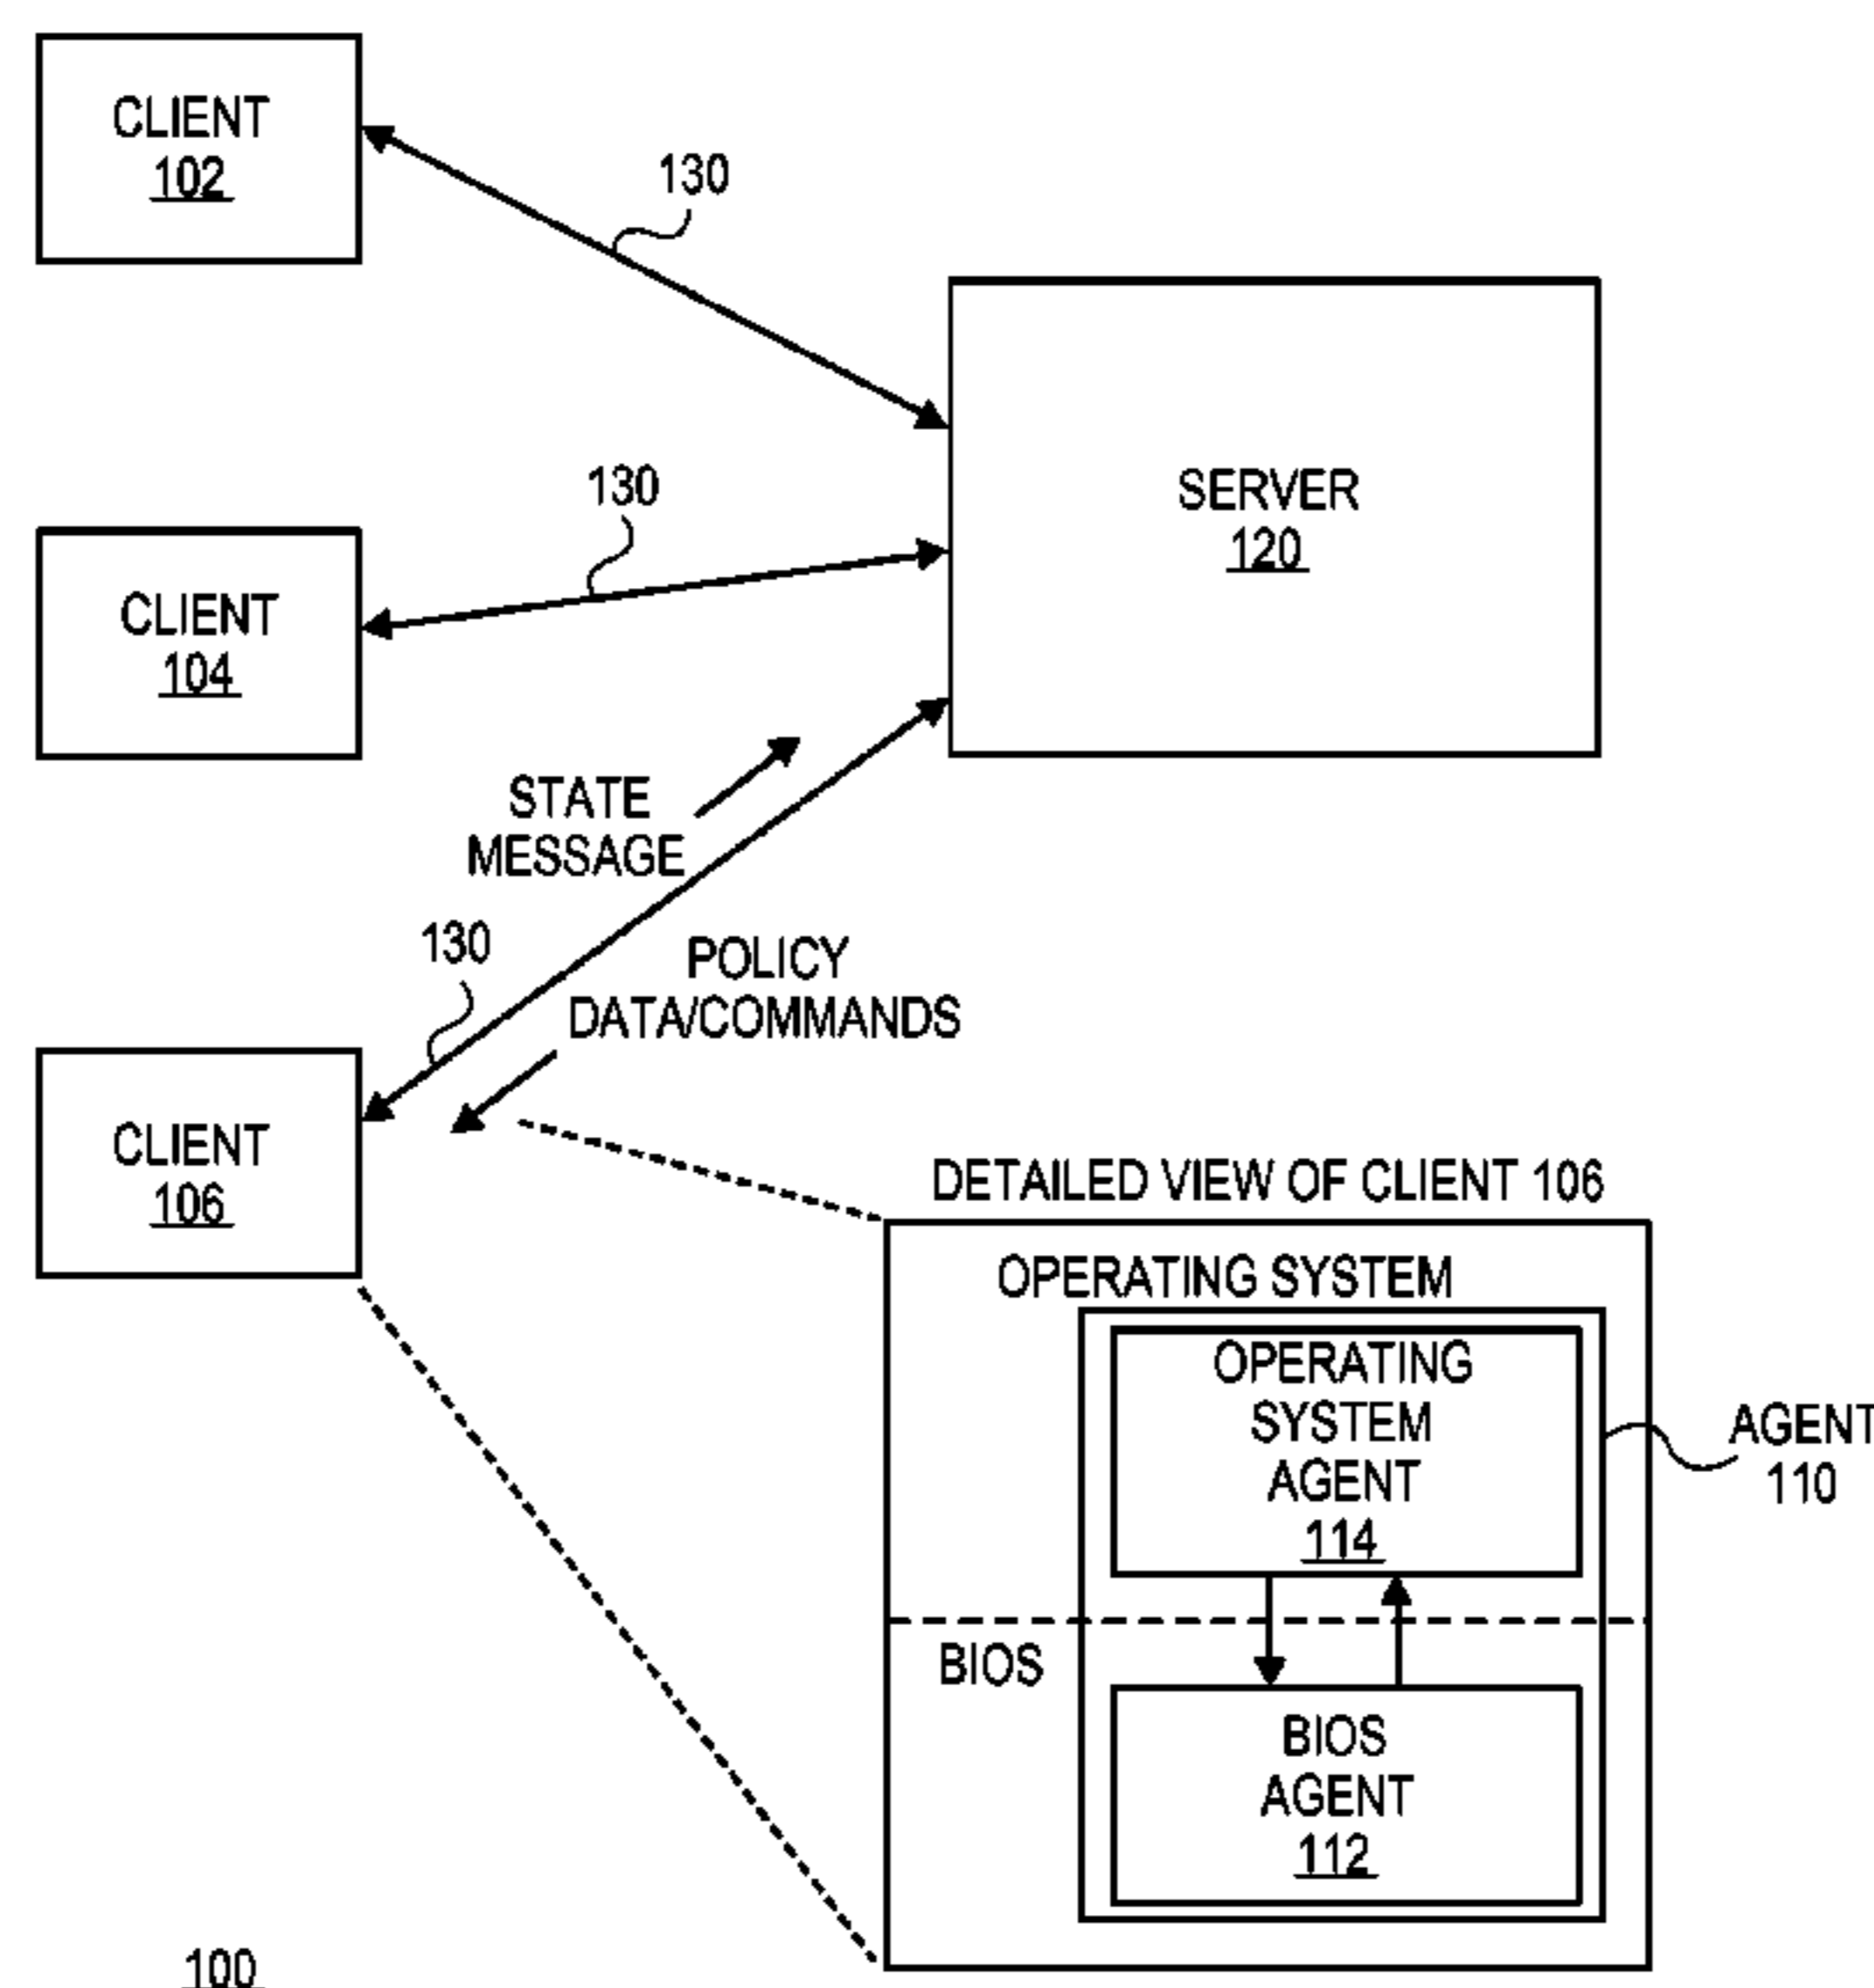 CLIENT
102
130
SERVER
120
130
CLIENT
104
STATE
MESSAGE
130
POLICY
DATA/COMMANDS
CLIENT
106
DETAILED VIEW OF CLIENT 106
OPERATING SYSTEM
OPERATING
SYSTEM
AGENT
114
AGENT
110
BIOS
BIOS
AGENT
112
100